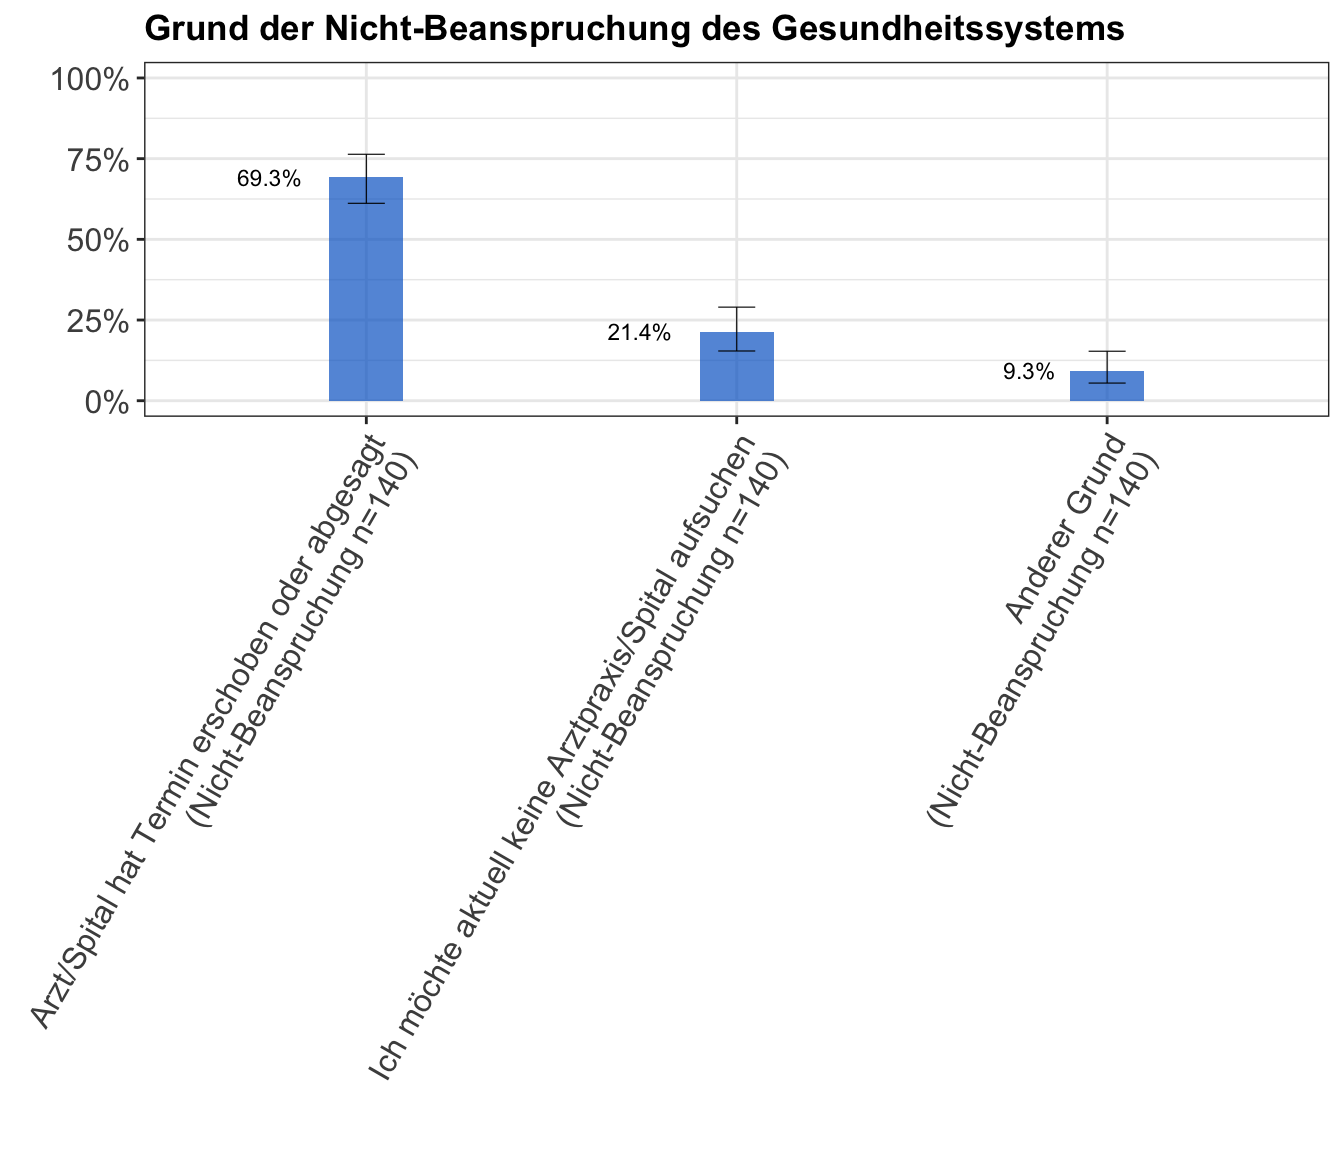 Grund der Nicht-Beanspruchung des Gesundheitssystems
100%
75%
50%
25%
0%
69.3%
21.4%
9.3%
Arzt/Spital hat Termin erschoben oder abgesagt
(Nicht-Beanspruchung n=140)
Ich möchte aktuell keine Arztpraxis/Spital aufsuchen
(Nicht-Beanspruchung n=140)
Anderer Grund
(Nicht-Beanspruchung n=140)